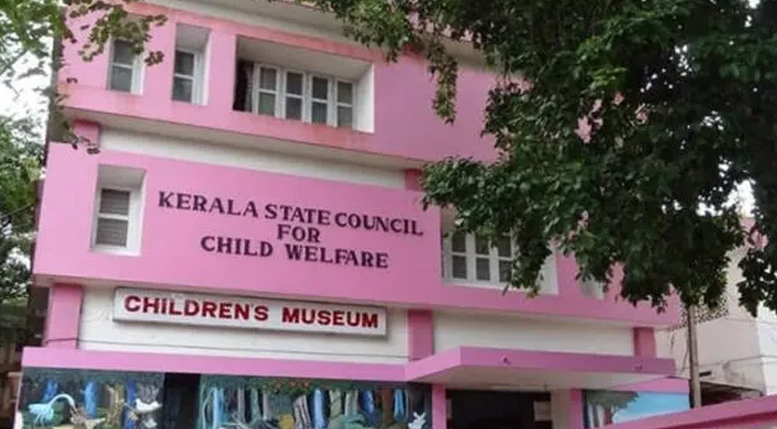 KERALA STATE COUNCIL
FOR
CHILD WELFARE
CHILDREN'S MUSEUM